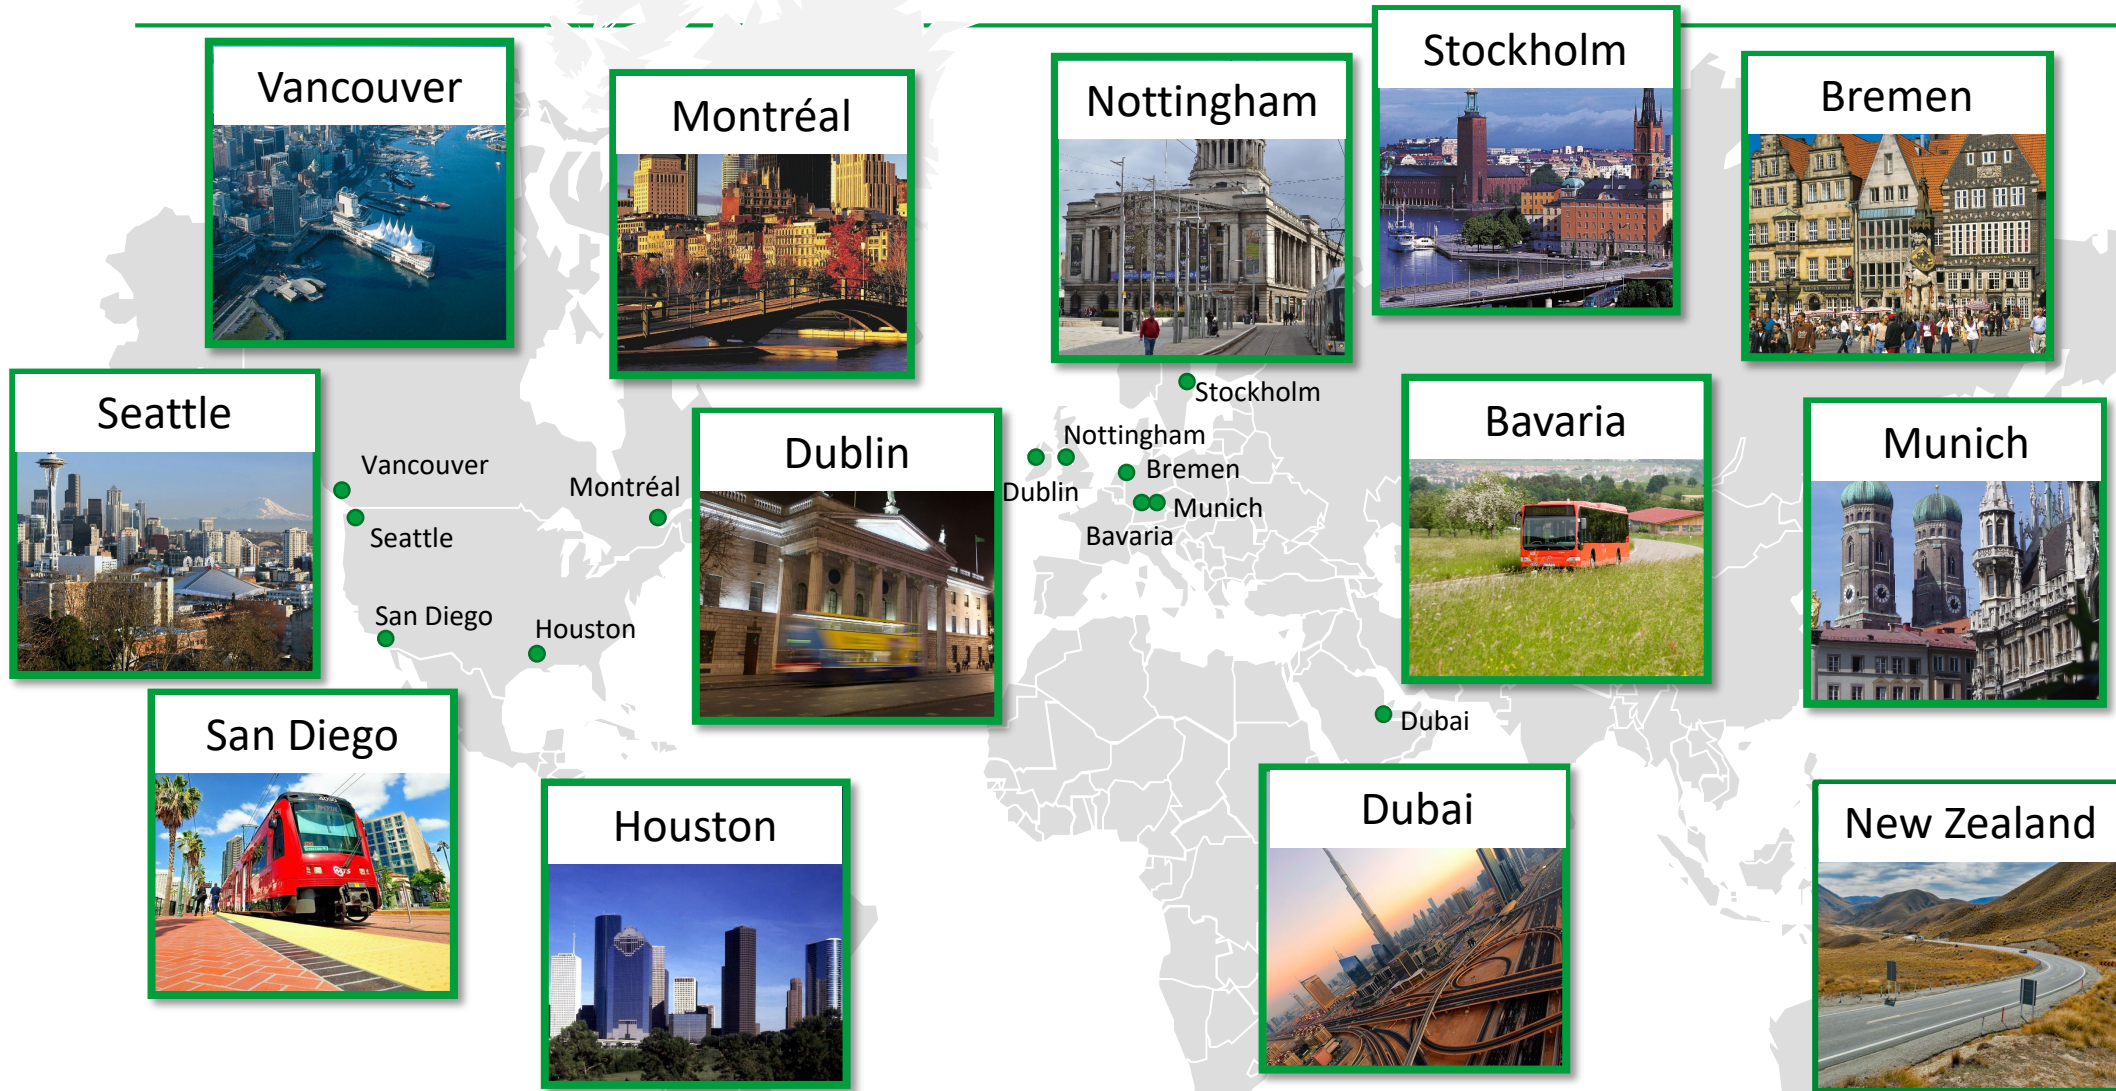 Vancouver
Montréal
Nottingham
Stockholm
Bremen
Seattle
Dublin
Bavaria
Munich
San Diego
Houston
Dubai
New Zealand
Stockholm
Nottingham
Bremen
Dublin
Munich
Bavaria
Vancouver
Seattle
Montréal
San Diego
Houston
Dubai